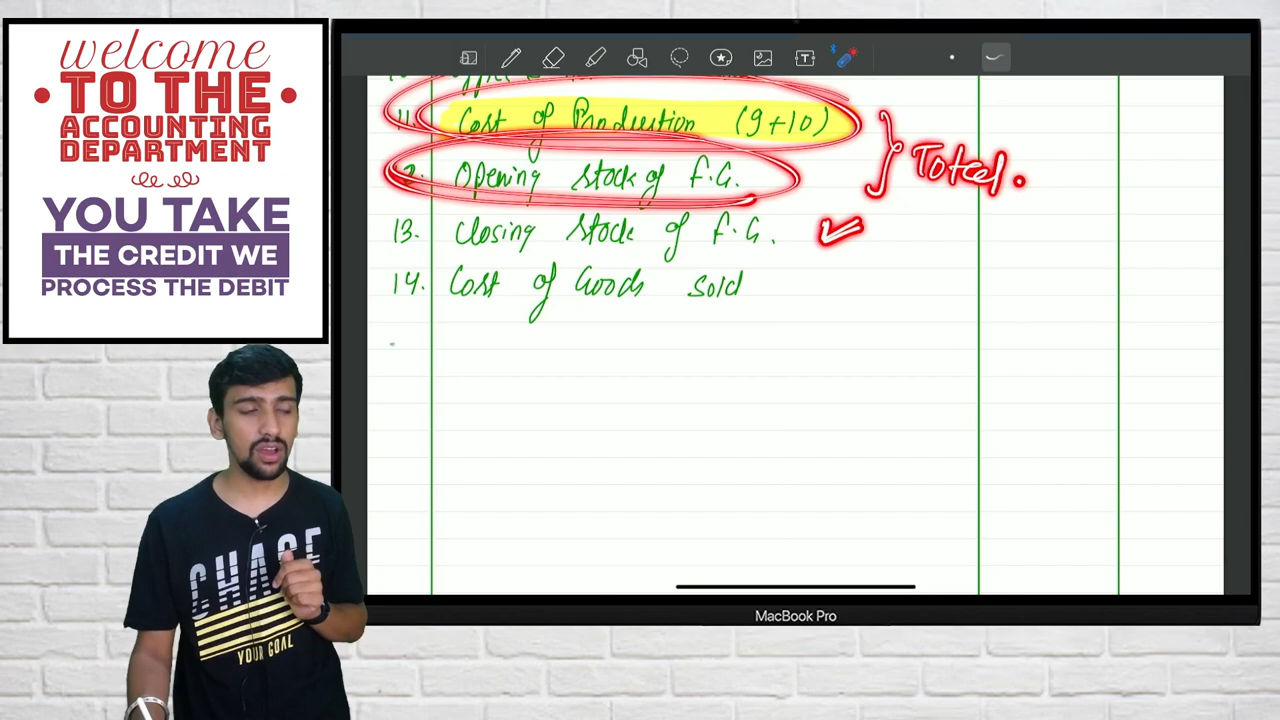 welcome
• TO THE •
ACCOUNTING
DEPARTMENT
YOU TAKE
THE CREDIT WE
PROCESS THE DEBIT
11. Cost of Production (9+10)
12. Opening Stock of F.G.
Total.
13. Closing Stock of F.G.
14. Cost of Goods Sold
T
MacBook Pro
CHASE
YOUR GOAL